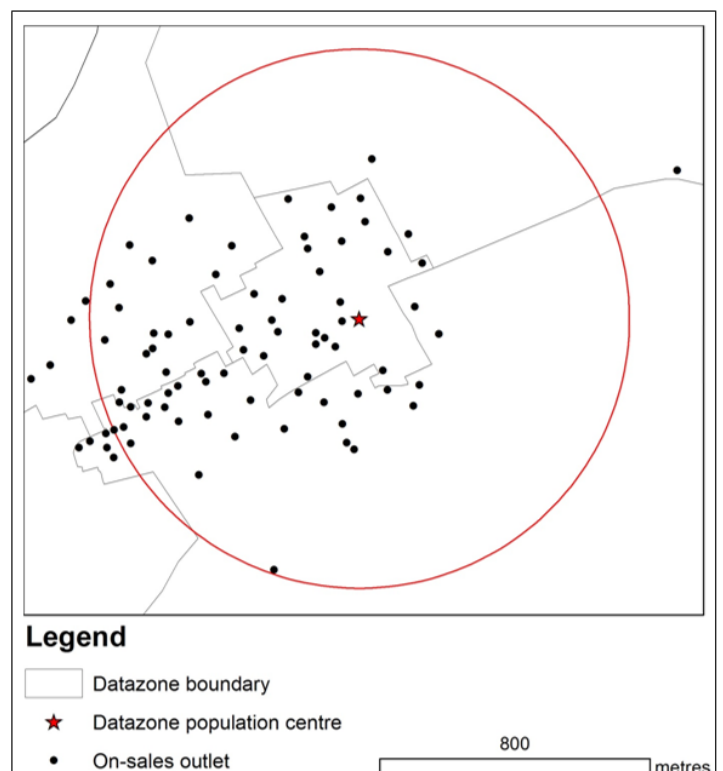 Legend
Datazone boundary
Datazone population centre
On-sales outlet
800
metres